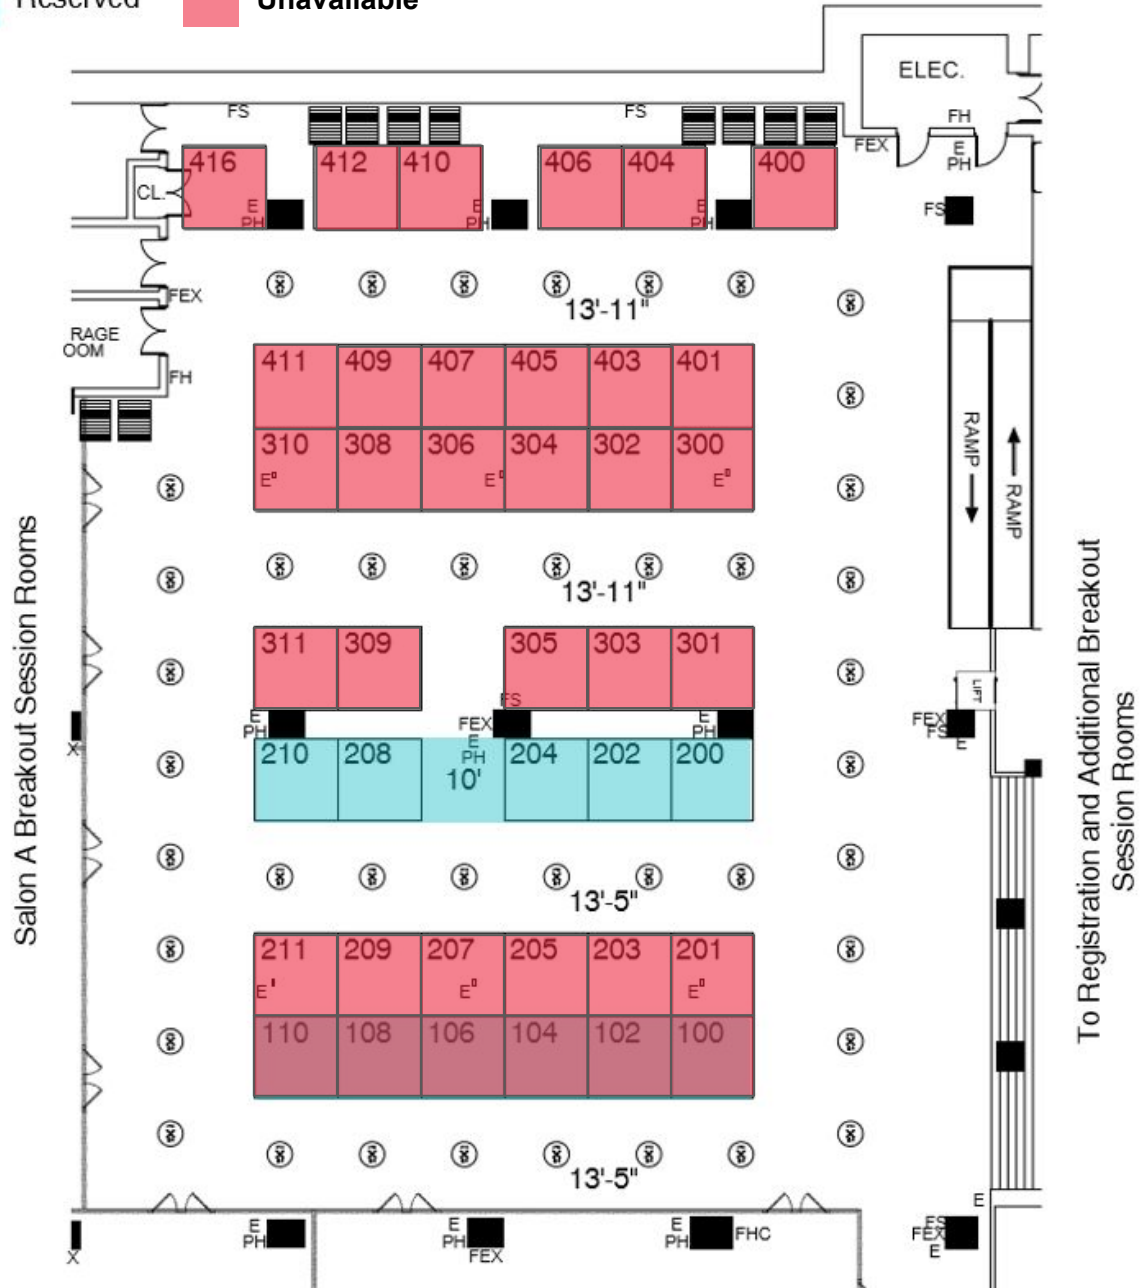 Reserved Unavailable
ELEC.
FS FS FH
FEX E
PH
416 412 410 406 404 400
CL.
E E E FS
PH PH PH
13'-11"
FEX
RAGE
OOM
FH
411 409 407 405 403 401
310 308 306 304 302 300
E E E
RAMP RAMP
13'-11"
311 309 305 303 301
LIFT
FS
E FEX E FEX
PH E PH FS
X PH E
210 208 204 202 200
10'
13'-5"
211 209 207 205 203 201
E E E
110 108 106 104 102 100
13'-5"
E
E E E FS
PH PH PH FHC FEX
X FEX E
Salon A Breakout Session Rooms
To Registration and Additional Breakout
Session Rooms